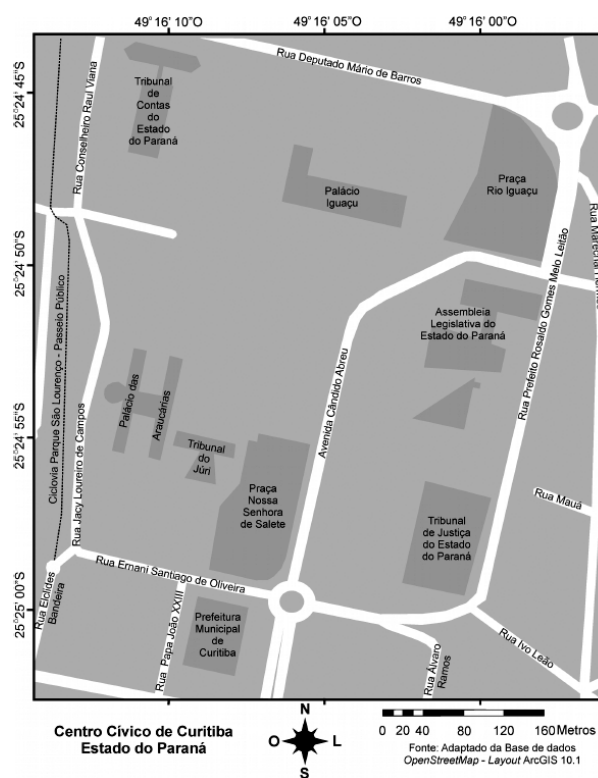 49° 16' 10" 49° 16' 05" 49° 16' 00"
25°24' 45"S
25°24' 50"S
25°24' 55"S
25°25' 00"S
Rua Deputado Mário de Barros
Rua Conselheiro Raul Viana
Tribunal
de
Contas
do
Estado
do Paraná
Palácio
Iguaçu
Praça
Rio Iguaçu
Rua Prefeito Rosaldo Gomes Melo Leitão
Ciclovia Parque São Lourenço - Passeio Público
Assembleia
Legislativa do
Estado do Paraná
Avenida Cândido Abreu
Palácio das
Araucárias
Rua Jacy Loureiro de Campos
Tribunal
do
Júri
Praça
Nossa
Senhora
de Salete
Tribunal
de Justiça
do Estado
do Paraná
Rua Mauá
Rua Ernani Santiago de Oliveira
Rua Elclides
Bandeira
Rua Papa João XXIII
Prefeitura
Municipal
de
Curitiba
Rua Álvaro
Ramos
Rua Ivo Leão
Centro Cívico de Curitiba
Estado do Paraná
N
O L
S
0 20 40 80 120 160 Metros
Fonte: Adaptado da Base de dados
OpenStreetMap - Layout ArcGIS 10.1